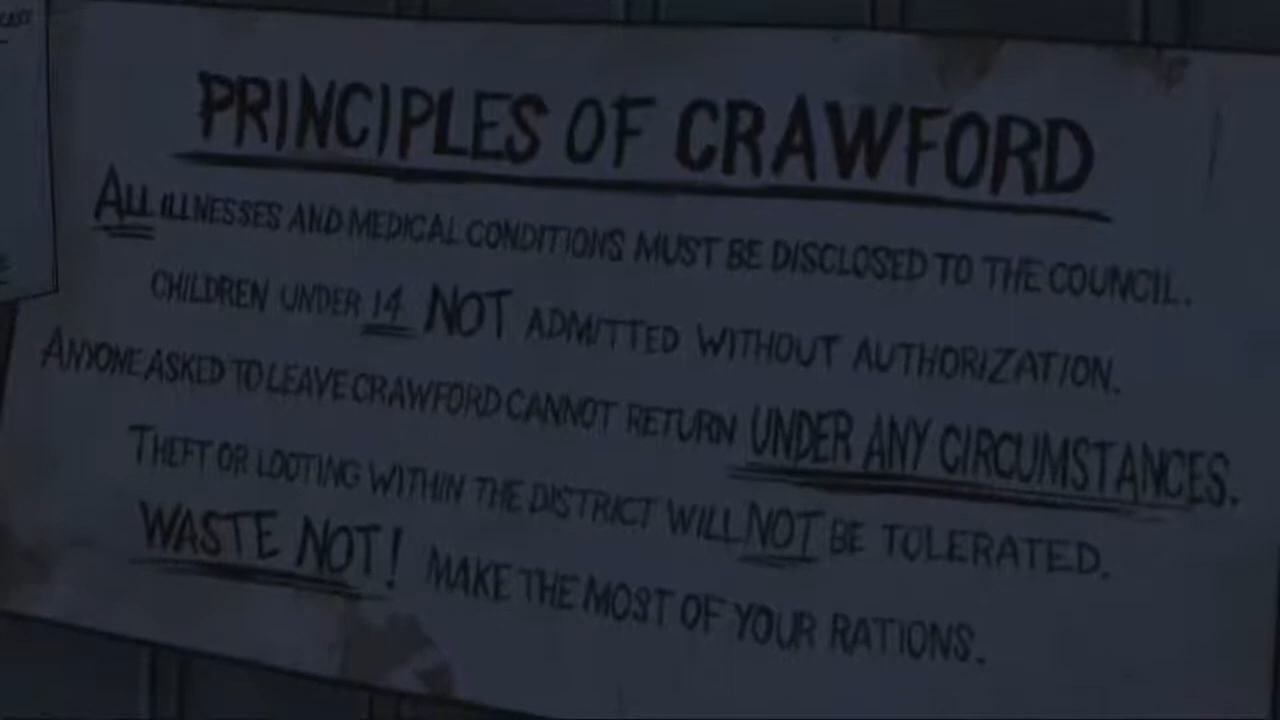 PRINCIPLES OF CRAWFORD
ALL ILLNESSES AND MEDICAL CONDITIONS MUST BE DISCLOSED TO THE COUNCIL.
CHILDREN UNDER 14 NOT ADMITTED WITHOUT AUTHORIZATION.
ANYONE ASKED TO LEAVE CRAWFORD CANNOT RETURN UNDER ANY CIRCUMSTANCES.
THEFT OR LOOTING WITHIN THE DISTRICT WILL NOT BE TOLERATED.
WASTE NOT! MAKE THE MOST OF YOUR RATIONS.